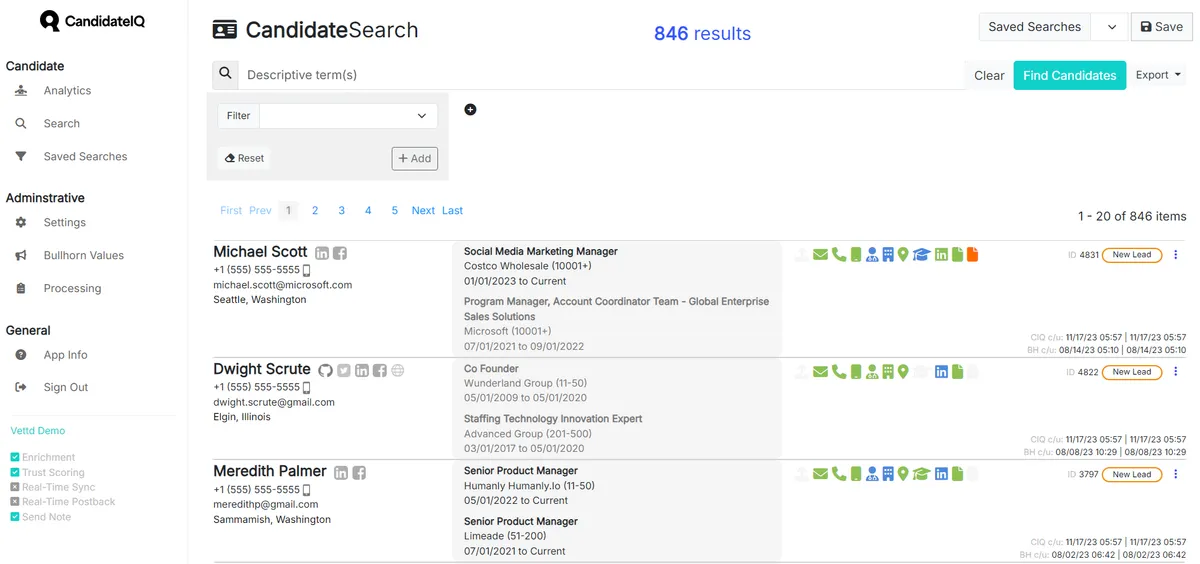 CandidateIQ
Candidate
Analytics
Search
Saved Searches
Adminstrative
Settings
Bullhorn Values
Processing
General
App Info
Sign Out
Vettd Demo
Enrichment
Trust Scoring
Real-Time Sync
Real-Time Postback
Send Note
CandidateSearch
846 results
Saved Searches
Save
Descriptive term(s)
Clear
Find Candidates
Export
Filter
Reset
+ Add
First Prev 1 2 3 4 5 Next Last
1 - 20 of 846 items
Michael Scott
+1 (555) 555-5555
michael.scott@microsoft.com
Seattle, Washington
Social Media Marketing Manager
Costco Wholesale (10001+)
01/01/2023 to Current
Program Manager, Account Coordinator Team - Global Enterprise
Sales Solutions
Microsoft (10001+)
07/01/2021 to 09/01/2022
ID 4831 New Lead
CIQ c/u: 11/17/23 05:57 | 11/17/23 05:57
BH c/u: 08/14/23 05:10 | 08/14/23 05:10
Dwight Scrute
+1 (555) 555-5555
dwight.scrute@gmail.com
Elgin, Illinois
Co Founder
Wunderland Group (11-50)
05/01/2009 to 05/01/2020
Staffing Technology Innovation Expert
Advanced Group (201-500)
03/01/2017 to 05/01/2020
ID 4822 New Lead
CIQ c/u: 11/17/23 05:57 | 11/17/23 05:57
BH c/u: 08/08/23 10:29 | 08/08/23 10:29
Meredith Palmer
+1 (555) 555-5555
meredithp@gmail.com
Sammamish, Washington
Senior Product Manager
Humanly Humanly.Io (11-50)
05/01/2022 to Current
Senior Product Manager
Limeade (51-200)
07/01/2021 to Current
ID 3797 New Lead
CIQ c/u: 11/17/23 05:57 | 11/17/23 05:57
BH c/u: 08/02/23 06:42 | 08/02/23 06:42